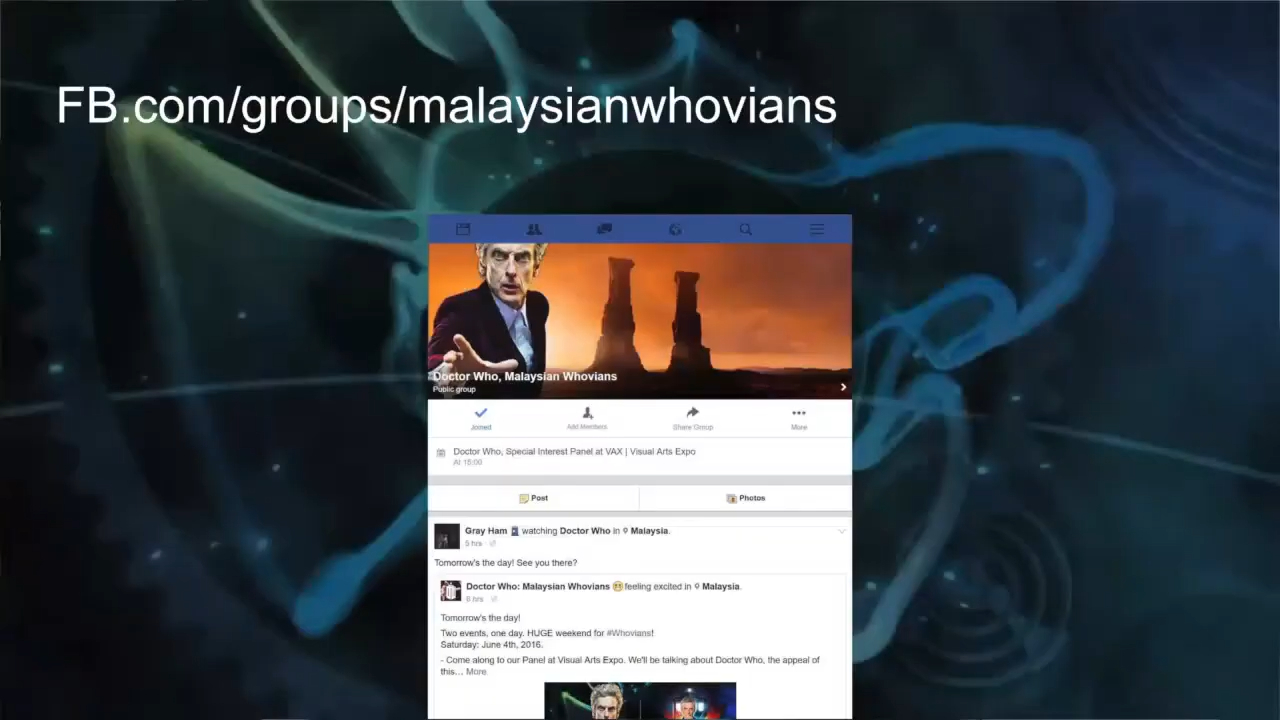 FB.com/groups/malaysianwhovians
Doctor Who, Malaysian Whovians
Public group
Joined
Add Members
Share Group
More
Doctor Who, Special Interest Panel at VAX | Visual Arts Expo
At 15:00
Post
Photos
Gray Ham watching Doctor Who in Malaysia.
5 hrs
Tomorrow's the day! See you there?
Doctor Who: Malaysian Whovians feeling excited in Malaysia.
6 hrs
Tomorrow's the day!
Two events, one day. HUGE weekend for #Whovians!
Saturday: June 4th, 2016.
- Come along to our Panel at Visual Arts Expo. We'll be talking about Doctor Who, the appeal of
this... More